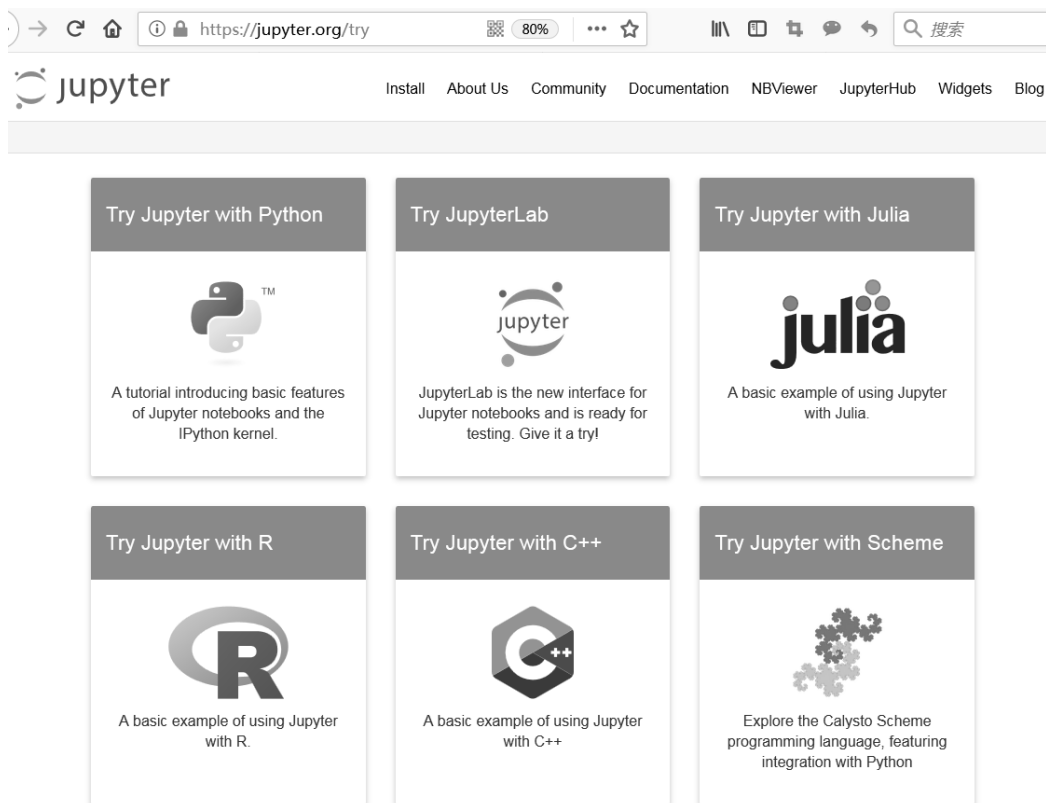 https://jupyter.org/try
80%
搜索
jupyter
Install About Us Community Documentation NBViewer JupyterHub Widgets Blog
Try Jupyter with Python
TM
A tutorial introducing basic features
of Jupyter notebooks and the
IPython kernel.
Try JupyterLab
jupyter
JupyterLab is the new interface for
Jupyter notebooks and is ready for
testing. Give it a try!
Try Jupyter with Julia
julia
A basic example of using Jupyter
with Julia.
Try Jupyter with R
R
A basic example of using Jupyter
with R.
Try Jupyter with C++
C++
A basic example of using Jupyter
with C++
Try Jupyter with Scheme
Explore the Calysto Scheme
programming language, featuring
integration with Python